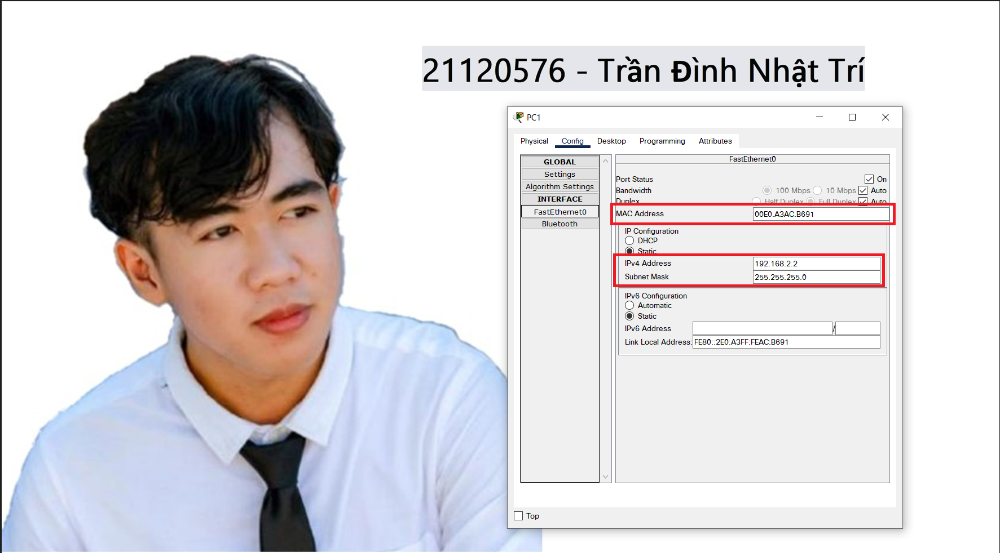 21120576 - Trần Đình Nhật Trí
PC1
Physical Config Desktop Programming Attributes
GLOBAL
Settings
Algorithm Settings
INTERFACE
FastEthernet0
Bluetooth
FastEthernet0
Port Status On
Bandwidth 100 Mbps 10 Mbps Auto
Duplex Half Duplex Full Duplex Auto
MAC Address 00E0.A3AC.B691
IP Configuration
DHCP
Static
IPv4 Address 192.168.2.2
Subnet Mask 255.255.255.0
IPv6 Configuration
Automatic
Static
IPv6 Address /
Link Local Address: FE80::2E0:A3FF:FEAC:B691
Top